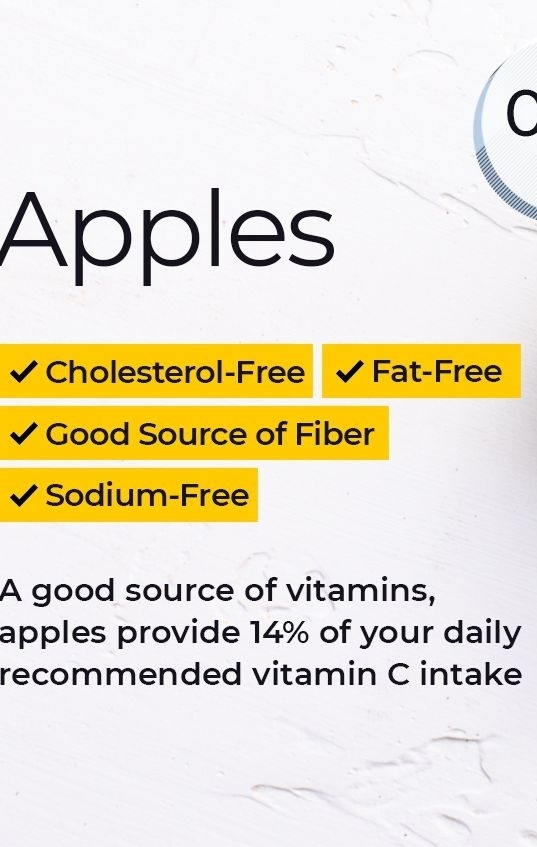 0
Apples
✓ Cholesterol-Free ✓ Fat-Free
✓ Good Source of Fiber
✓ Sodium-Free
A good source of vitamins,
apples provide 14% of your daily
recommended vitamin C intake